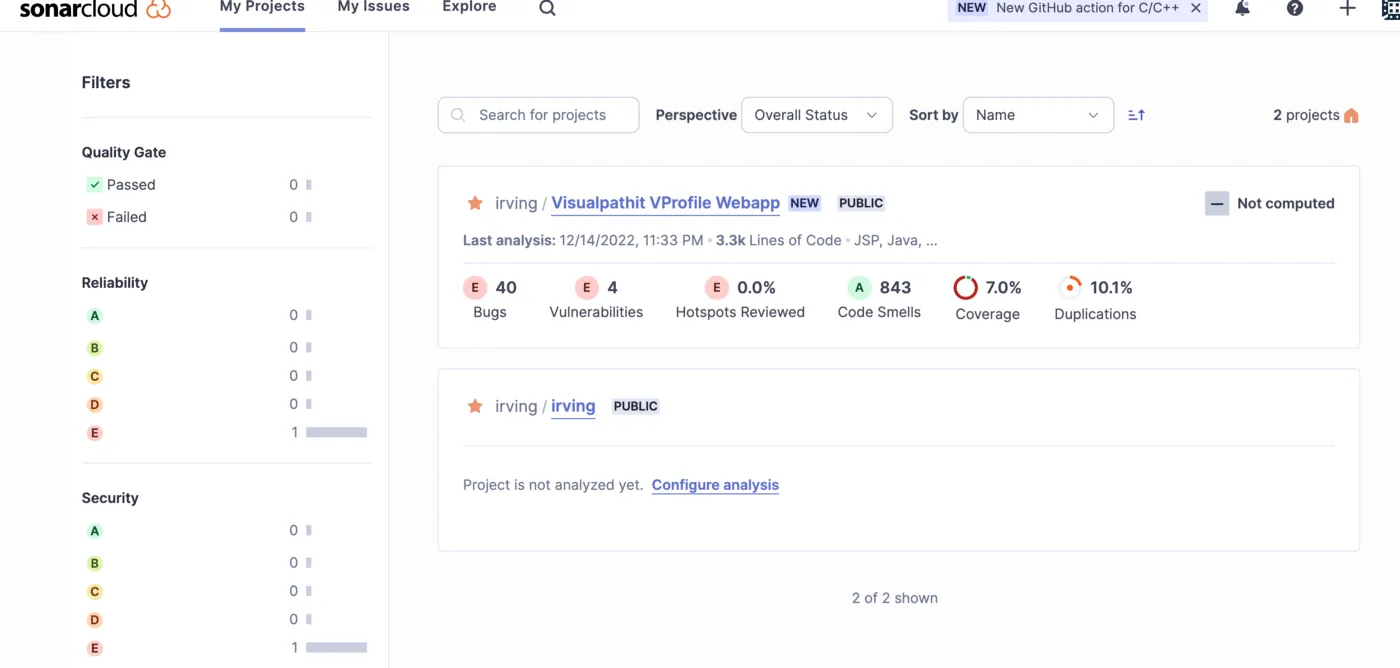 sonarcloud My Projects My Issues Explore NEW New GitHub action for C/C++
Filters
Quality Gate
Passed 0
Failed 0
Reliability
A 0
B 0
C 0
D 0
E 1
Security
A 0
B 0
C 0
D 0
E 1
Search for projects Perspective Overall Status Sort by Name 2 projects
irving / Visualpathit VProfile Webapp NEW PUBLIC Not computed
Last analysis: 12/14/2022, 11:33 PM • 3.3k Lines of Code • JSP, Java, ...
E 40 E 4 E 0.0% A 843 7.0% 10.1%
Bugs Vulnerabilities Hotspots Reviewed Code Smells Coverage Duplications
irving / irving PUBLIC
Project is not analyzed yet. Configure analysis
2 of 2 shown